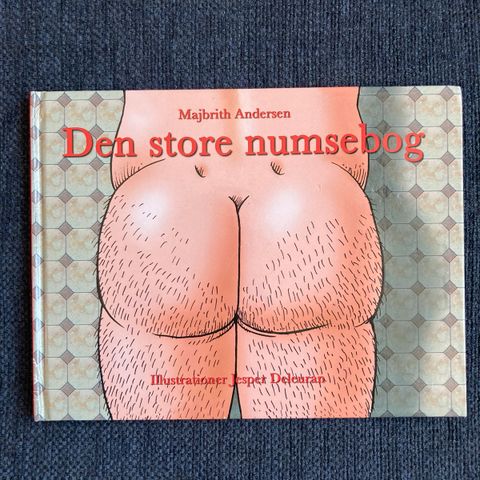 Majbrith Andersen
Den store numsebog
Illustrationer Jesper Deleuran